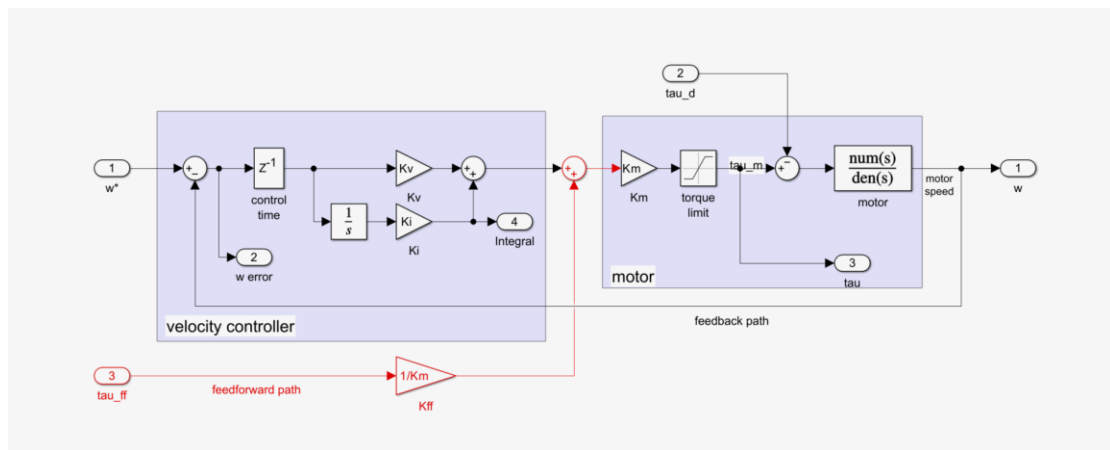 2
tau_d
1
w*
+
-
Z-1
control
time
Kv
Kv
+
+
1
s
Ki
Ki
4
Integral
2
w error
velocity controller
+
+
Km
Km
torque
limit
tau_m
+
-
num(s)
den(s)
motor
motor
speed
1
w
3
tau
motor
feedback path
3
tau_ff
feedforward path
1/Km
Kff